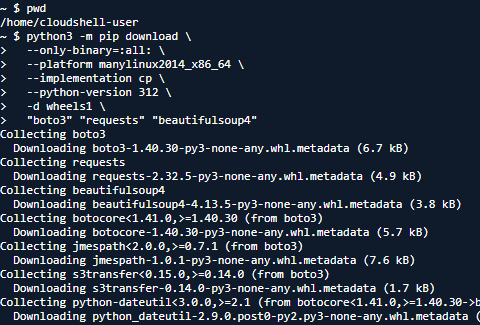 ~ $ pwd
/home/cloudshell-user
~ $ python3 -m pip download \
>   --only-binary=:all: \
>   --platform manylinux2014_x86_64 \
>   --implementation cp \
>   --python-version 312 \
>   -d wheels1 \
>   "boto3" "requests" "beautifulsoup4"
Collecting boto3
  Downloading boto3-1.40.30-py3-none-any.whl.metadata (6.7 kB)
Collecting requests
  Downloading requests-2.32.5-py3-none-any.whl.metadata (4.9 kB)
Collecting beautifulsoup4
  Downloading beautifulsoup4-4.13.5-py3-none-any.whl.metadata (3.8 kB)
Collecting botocore<1.41.0,>=1.40.30 (from boto3)
  Downloading botocore-1.40.30-py3-none-any.whl.metadata (5.7 kB)
Collecting jmespath<2.0.0,>=0.7.1 (from boto3)
  Downloading jmespath-1.0.1-py3-none-any.whl.metadata (7.6 kB)
Collecting s3transfer<0.15.0,>=0.14.0 (from boto3)
  Downloading s3transfer-0.14.0-py3-none-any.whl.metadata (1.7 kB)
Collecting python-dateutil<3.0.0,>=2.1 (from botocore<1.41.0,>=1.40.30->b
  Downloading python_dateutil-2.9.0.post0-py2.py3-none-any.whl.metadata (